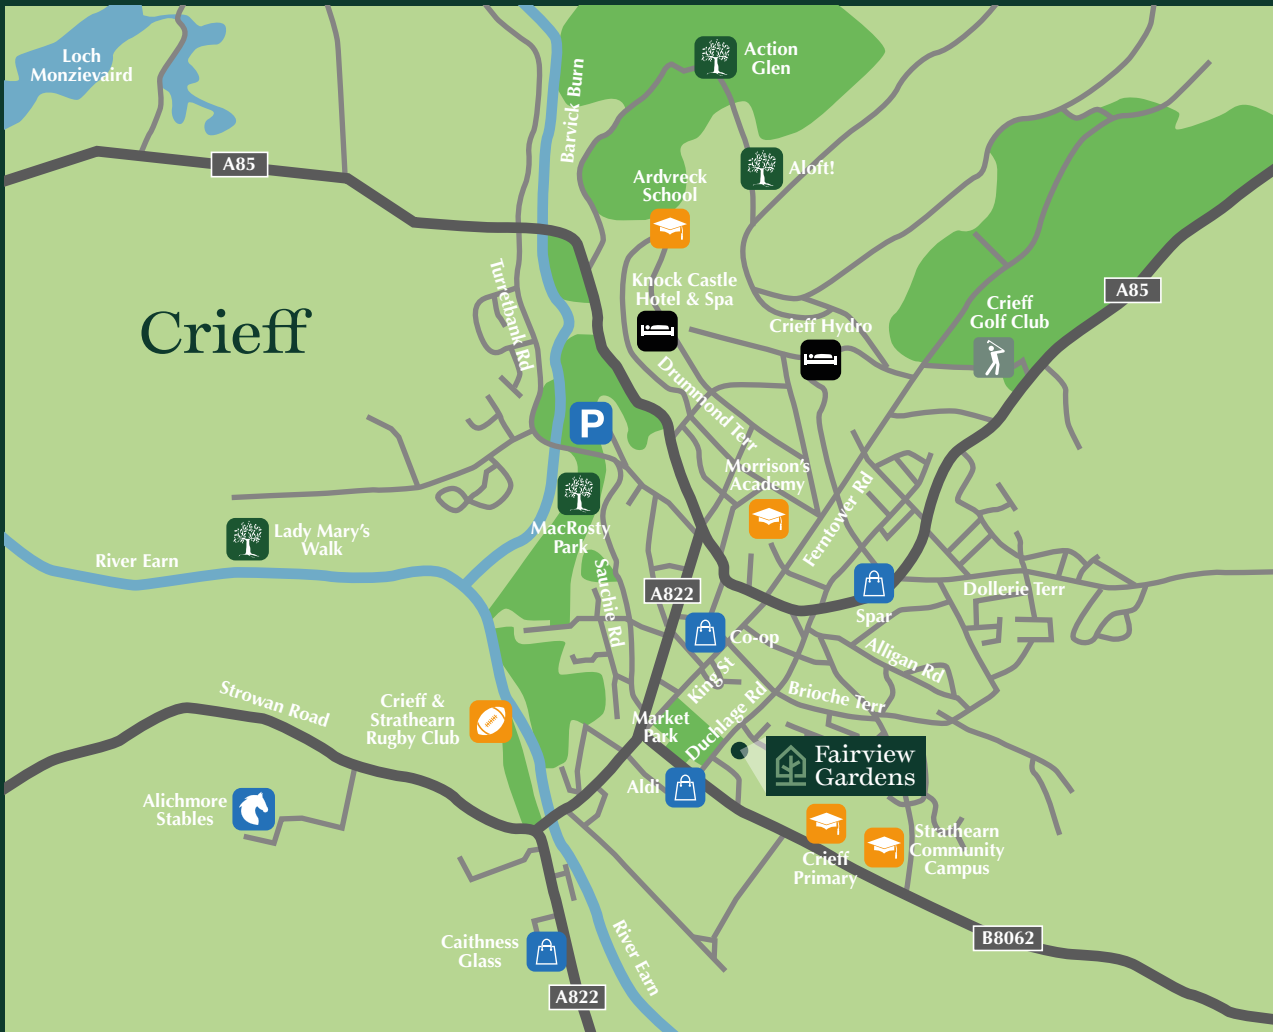 Loch
Monzievaird
Action
Glen
Barvick Burn
A85
Aloft!
Ardvreck
School
Turretbank Rd
Knock Castle
Hotel & Spa
A85
Crieff
Crieff Hydro
Crieff
Golf Club
Drummond Terr
P
Morrison's
Academy
Ferntower Rd
Lady Mary's
Walk
MacRosty
Park
River Earn
Sauchie Rd
A822
Dollerie Terr
Spar
Co-op
Alligan Rd
King St
Strowan Road
Crieff &
Strathearn
Rugby Club
Market
Park
Duchlage Rd
Brioche Terr
Fairview
Gardens
Aldi
Alichmore
Stables
Crieff
Primary
Strathearn
Community
Campus
Caithness
Glass
River Earn
B8062
A822